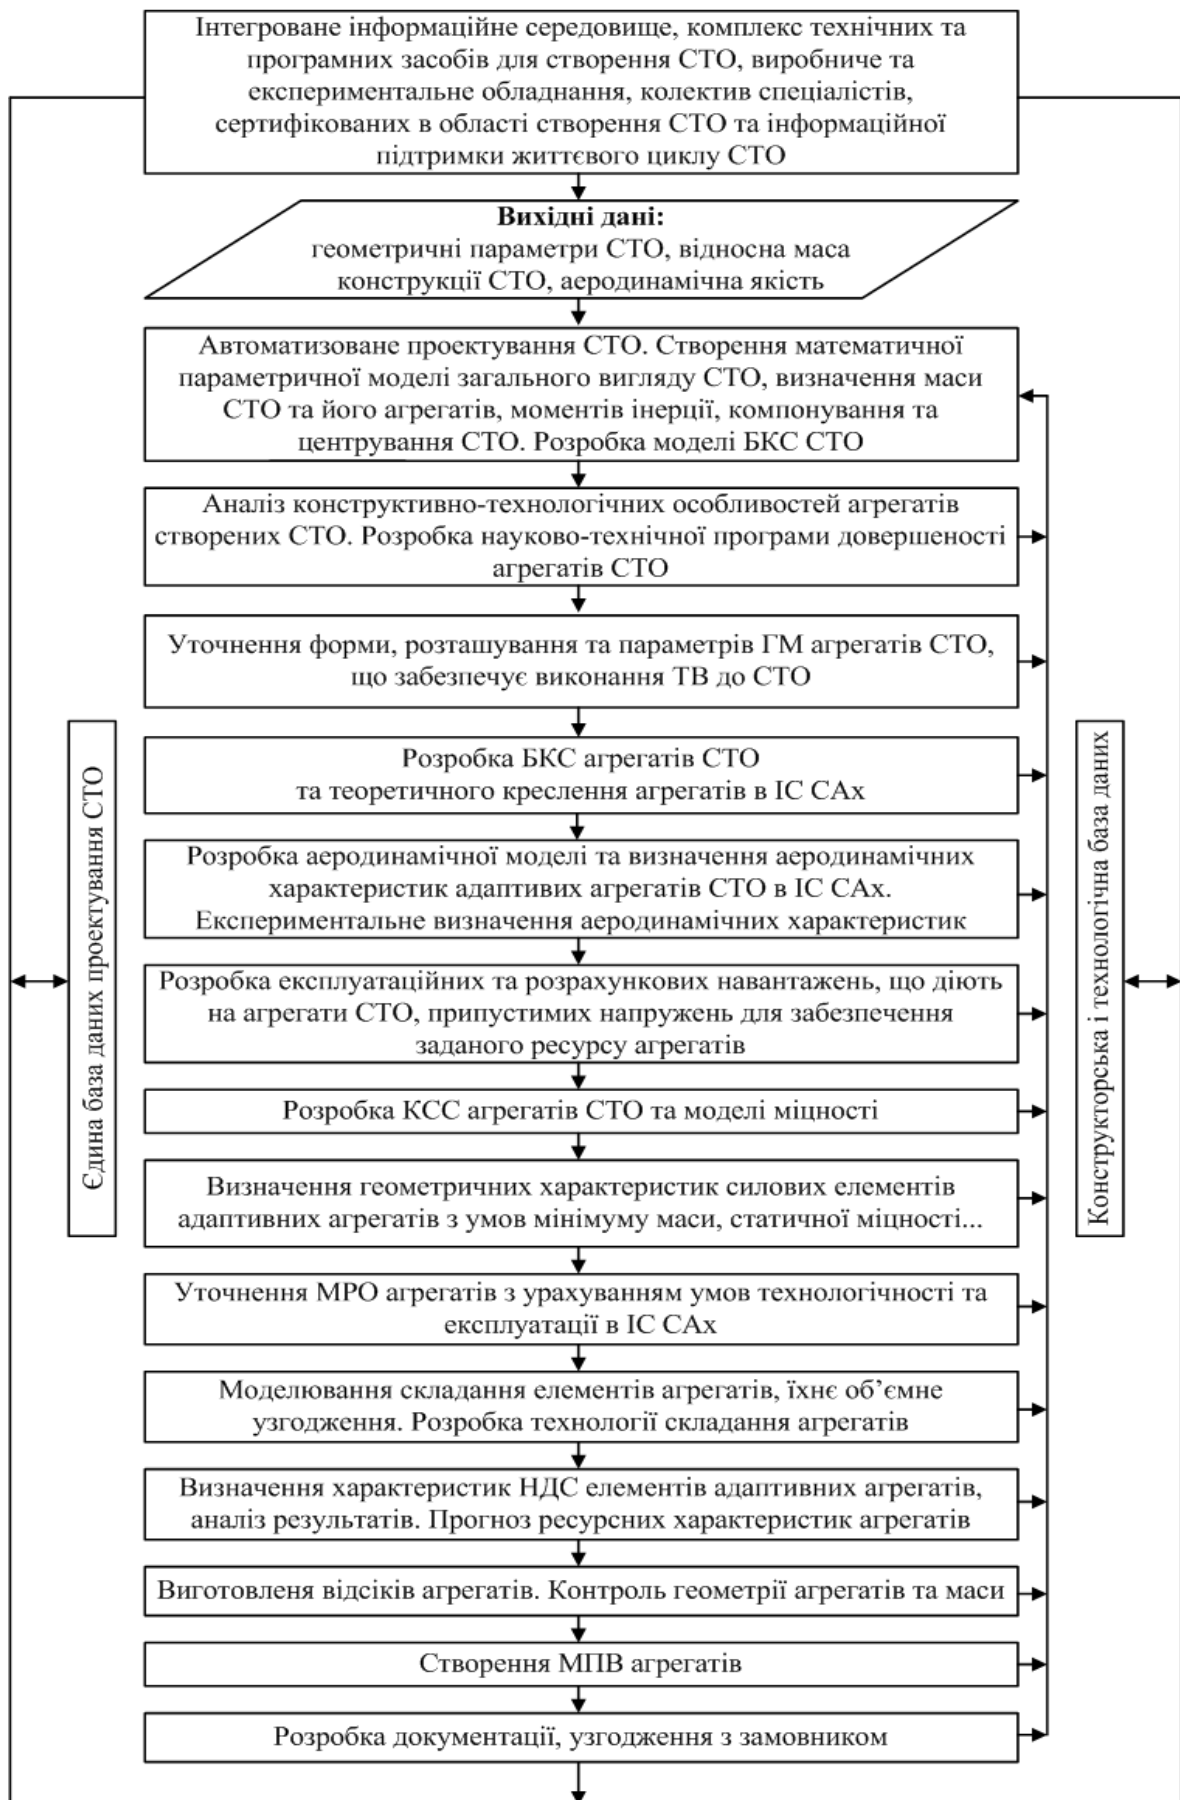 Інтегроване інформаційне середовище, комплекс технічних та
програмних засобів для створення СТО, виробниче та
експериментальне обладнання, колектив спеціалістів,
сертифікованих в області створення СТО та інформаційної
підтримки життєвого циклу СТО
Вихідні дані:
геометричні параметри СТО, відносна маса
конструкції СТО, аеродинамічна якість
Автоматизоване проектування СТО. Створення математичної
параметричної моделі загального вигляду СТО, визначення маси
СТО та його агрегатів, моментів інерції, компонування та
центрування СТО. Розробка моделі БКС СТО
Аналіз конструктивно-технологічних особливостей агрегатів
створених СТО. Розробка науково-технічної програми довершеності
агрегатів СТО
Уточнення форми, розташування та параметрів ГМ агрегатів СТО,
що забезпечує виконання ТВ до СТО
Розробка БКС агрегатів СТО
та теоретичного креслення агрегатів в ІС САх
Розробка аеродинамічної моделі та визначення аеродинамічних
характеристик адаптивих агрегатів СТО в ІС САх.
Експериментальне визначення аеродинамічних характеристик
Розробка експлуатаційних та розрахункових навантажень, що діють
на агрегати СТО, припустимих напружень для забезпечення
заданого ресурсу агрегатів
Розробка КСС агрегатів СТО та моделі міцності
Визначення геометричних характеристик силових елементів
адаптивних агрегатів з умов мінімуму маси, статичної міцності...
Уточнення МРО агрегатів з урахуванням умов технологічності та
експлуатації в ІС САх
Моделювання складання елементів агрегатів, їхнє об’ємне
узгодження. Розробка технології складання агрегатів
Визначення характеристик НДС елементів адаптивних агрегатів,
аналіз результатів. Прогноз ресурсних характеристик агрегатів
Виготовленя відсіків агрегатів. Контроль геометрії агрегатів та маси
Створення МПВ агрегатів
Розробка документації, узгодження з замовником
Єдина база даних проектування СТО
Конструкторська і технологічна база даних